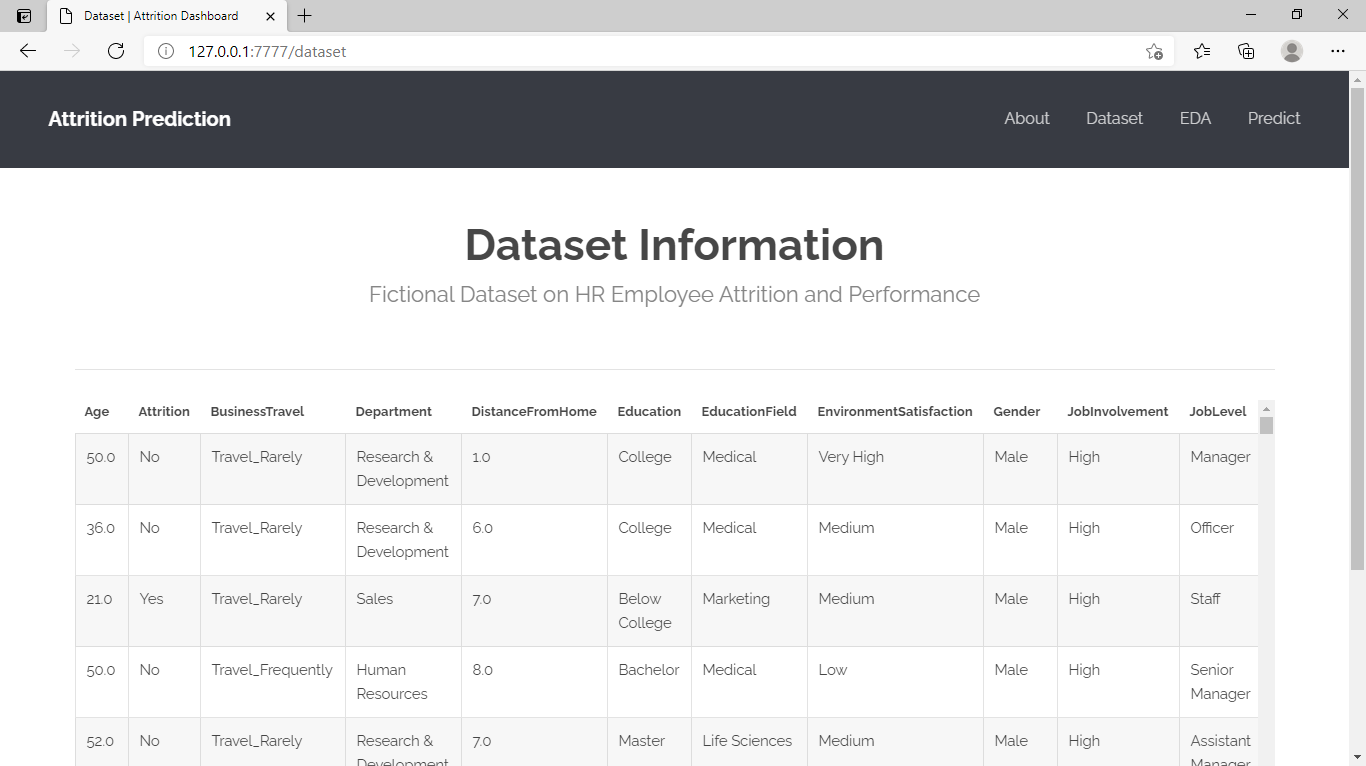 Dataset | Attrition Dashboard
127.0.0.1:7777/dataset
Attrition Prediction About Dataset EDA Predict
Dataset Information
Fictional Dataset on HR Employee Attrition and Performance
Age Attrition BusinessTravel Department DistanceFromHome Education EducationField EnvironmentSatisfaction Gender JobInvolvement JobLevel
50.0 No Travel_Rarely Research & 1.0 College Medical Very High Male High Manager
Development
36.0 No Travel_Rarely Research & 6.0 College Medical Medium Male High Officer
Development
21.0 Yes Travel_Rarely Sales 7.0 Below Marketing Medium Male High Staff
College
50.0 No Travel_Frequently Human 8.0 Bachelor Medical Low Male High Senior
Resources Manager
52.0 No Travel_Rarely Research & 7.0 Master Life Sciences Medium Male High Assistant
Development Manager